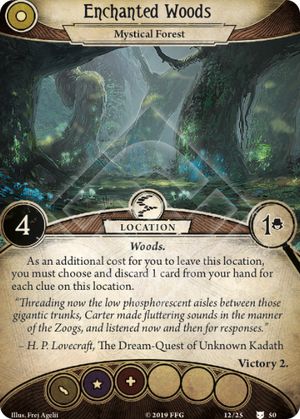 Enchanted Woods
Mystical Forest
4
LOCATION
1
Woods.
As an additional cost for you to leave this location,
you must choose and discard 1 card from your hand for
each clue on this location.
"Threading now the low phosphorescent aisles between those
gigantic trunks, Carter made fluttering sounds in the manner
of the Zoogs, and listened now and then for responses."
– H. P. Lovecraft, The Dream-Quest of Unknown Kadath
Victory 2.
Illus. Frej Agelii
© 2019 FFG
12/25
50